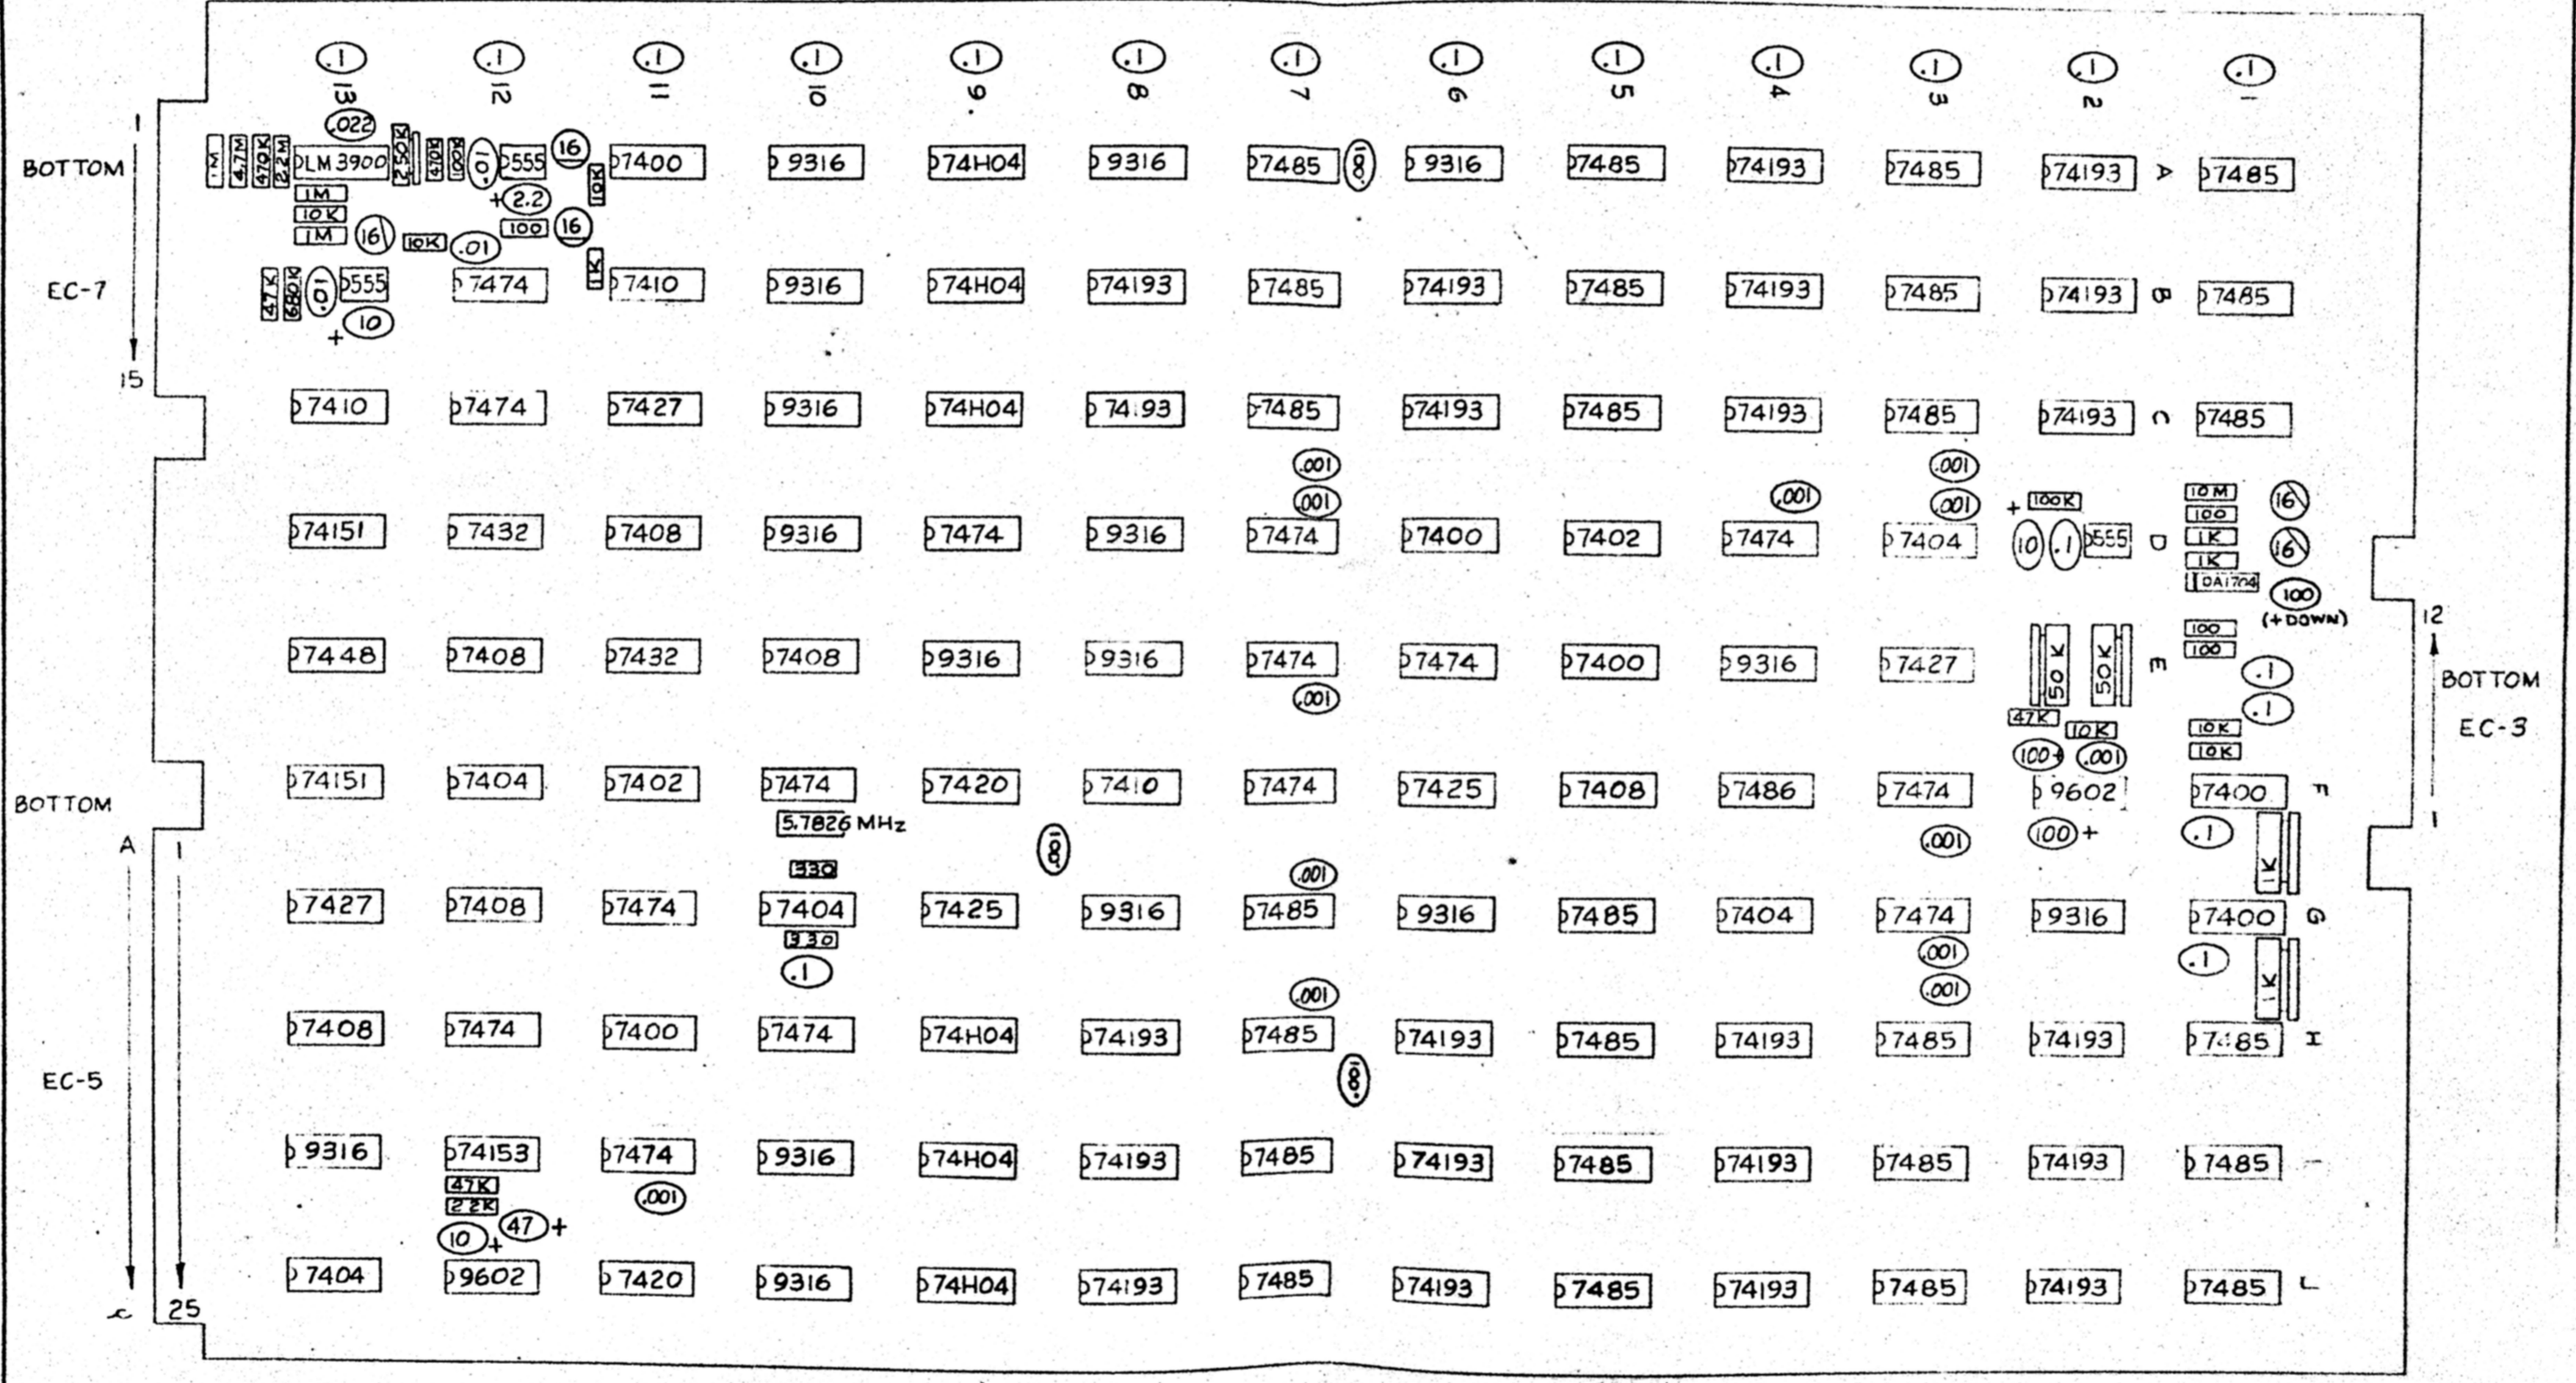 .1 .1 .1 .1 .1 .1 .1 .1 .1 .1 .1 .1 .1
13 12 11 10 9 8 7 6 5 4 3 2 1
.022
BOTTOM 1M 4.7M 470K 2.2M LM3900 250K 470K 100K .01 555 16 10K 7400 9316 74H04 9316 7485 9316 7485 74193 7485 74193 A 7485
1M +2.2
10K
1M 16 10K .01 100 16
1K
EC-7 47K 680K .01 555 7474 7410 9316 74H04 74193 7485 74193 7485 74193 7485 74193 B 7485
+ 10
15
7410 7474 7427 9316 74H04 74193 7485 74193 7485 74193 7485 74193 C 7485
.001 .001
.001 .001 .001 + 100K 10M 16
100
74151 7432 7408 9316 7474 9316 7474 7400 7402 7474 7404 10 .1 555 D 1K 16
1K
DA1704 100
(+DOWN) 12
100
7448 7408 7432 7408 9316 9316 7474 7474 7400 9316 7427 50K 50K E 100 .1 BOTTOM
.001 .1
47K 10K 10K EC-3
100+ .001 10K
74151 7404 7402 7474 7420 7410 7474 7425 7408 7486 7474 9602 7400 F
BOTTOM 5.7826 MHz 1
A 1 .001 100+ .1 1K
330 .001
7427 7408 7474 7404 7425 9316 7485 9316 7485 7404 7474 9316 7400 G
330 .001 .1 1K
.1 .001 .001
7408 7474 7400 7474 74H04 74193 7485 74193 7485 74193 7485 74193 7485 H
EC-5
9316 74153 7474 9316 74H04 74193 7485 74193 7485 74193 7485 74193 7485
47K .001
22K
10+ 47+
7404 9602 7420 9316 74H04 74193 7485 74193 7485 74193 7485 74193 7485 L
25